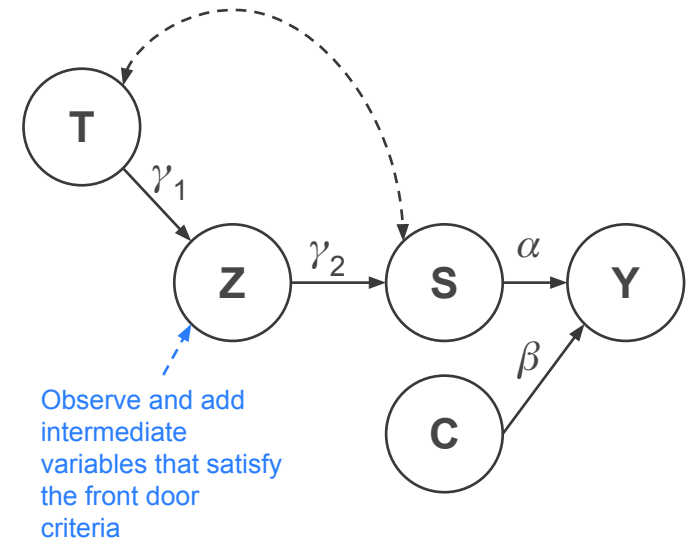 T
γ1
Z
γ2
S
α
Y
β
C
Observe and add
intermediate
variables that satisfy
the front door
criteria